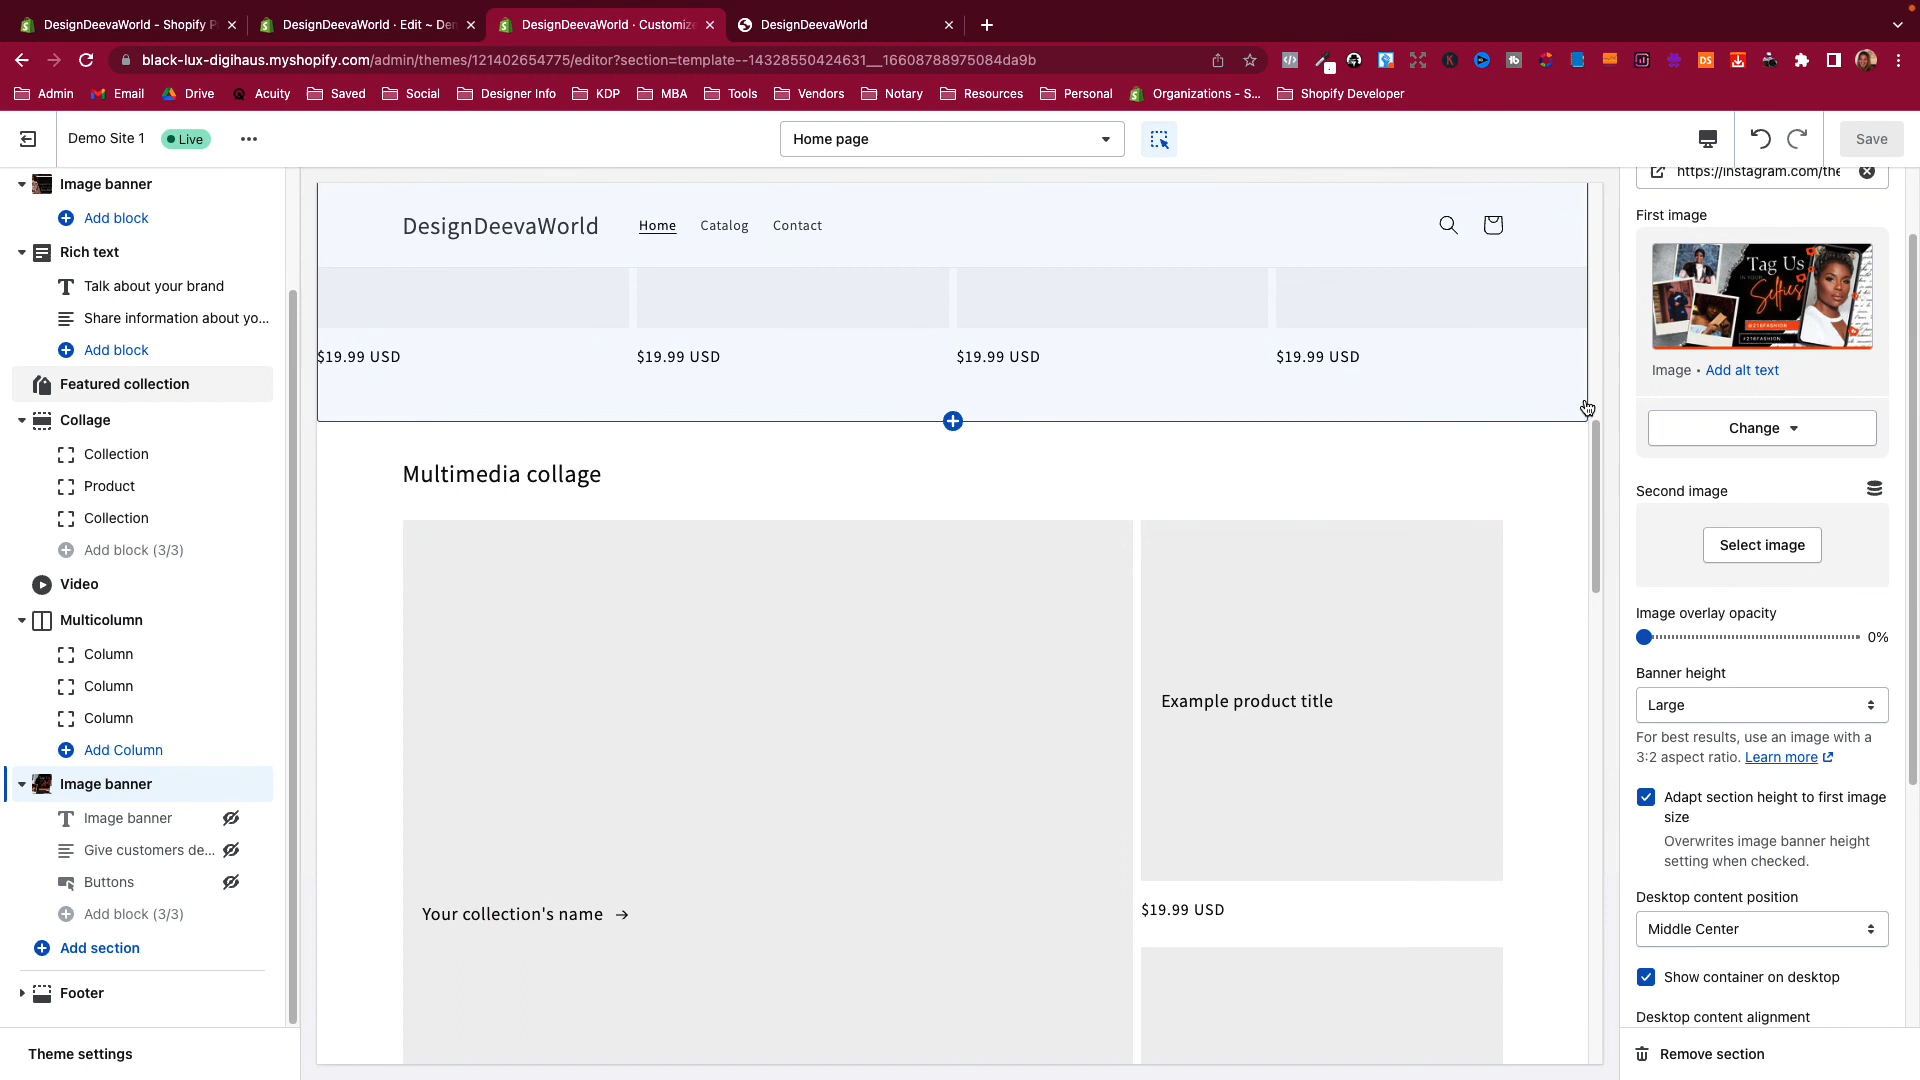 DesignDeevaWorld - Shopify P
DesignDeevaWorld · Edit ~ De
DesignDeevaWorld · Customize
DesignDeevaWorld
black-lux-digihaus.myshopify.com/admin/themes/121402654775/editor?section=template--14328550424631__16608788975084da9b
Admin
Email
Drive
Acuity
Saved
Social
Designer Info
KDP
MBA
Tools
Vendors
Notary
Resources
Personal
Organizations - S...
Shopify Developer
Demo Site 1
Live
Home page
Save
Image banner
Add block
Rich text
Talk about your brand
Share information about yo...
Add block
Featured collection
Collage
Collection
Product
Collection
Add block (3/3)
Video
Multicolumn
Column
Column
Column
Add Column
Image banner
Image banner
Give customers de...
Buttons
Add block (3/3)
Add section
Footer
Theme settings
DesignDeevaWorld
Home
Catalog
Contact
$19.99 USD
$19.99 USD
$19.99 USD
$19.99 USD
Multimedia collage
Your collection's name →
Example product title
$19.99 USD
https://instagram.com/the
First image
Tag Us
IN YOUR
Selfies
@218FASHION
#218FASHION
Image • Add alt text
Change
Second image
Select image
Image overlay opacity
0%
Banner height
Large
For best results, use an image with a
3:2 aspect ratio. Learn more
Adapt section height to first image
size
Overwrites image banner height
setting when checked.
Desktop content position
Middle Center
Show container on desktop
Desktop content alignment
Remove section